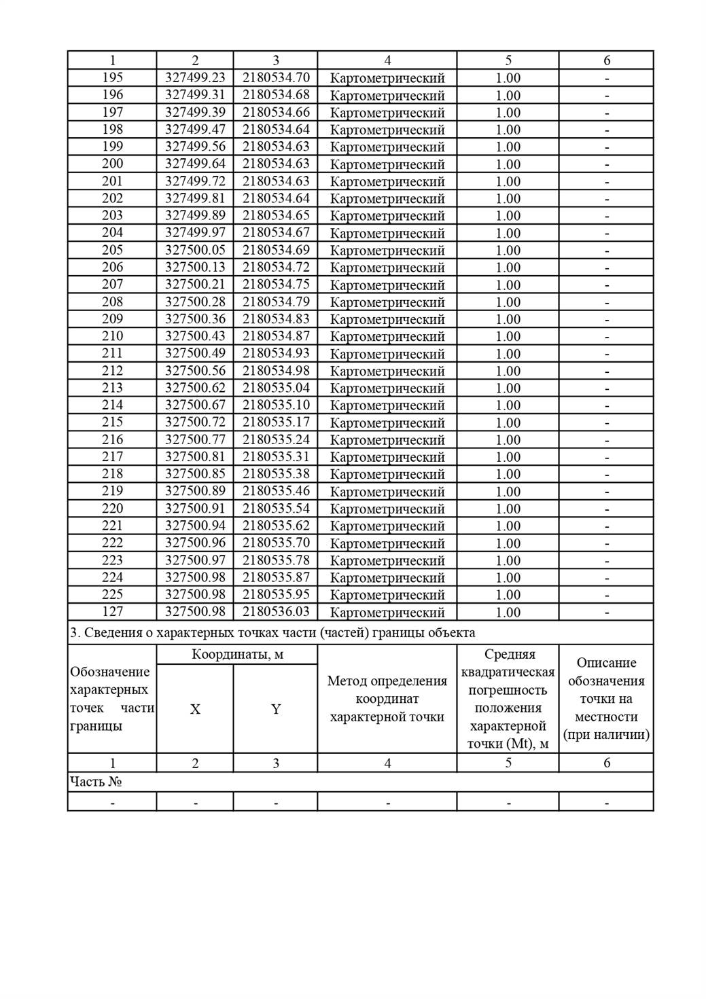 1 2 3 4 5 6
195 327499.23 2180534.70 Картометрический 1.00 -
196 327499.31 2180534.68 Картометрический 1.00 -
197 327499.39 2180534.66 Картометрический 1.00 -
198 327499.47 2180534.64 Картометрический 1.00 -
199 327499.56 2180534.63 Картометрический 1.00 -
200 327499.64 2180534.63 Картометрический 1.00 -
201 327499.72 2180534.63 Картометрический 1.00 -
202 327499.81 2180534.64 Картометрический 1.00 -
203 327499.89 2180534.65 Картометрический 1.00 -
204 327499.97 2180534.67 Картометрический 1.00 -
205 327500.05 2180534.69 Картометрический 1.00 -
206 327500.13 2180534.72 Картометрический 1.00 -
207 327500.21 2180534.75 Картометрический 1.00 -
208 327500.28 2180534.79 Картометрический 1.00 -
209 327500.36 2180534.83 Картометрический 1.00 -
210 327500.43 2180534.87 Картометрический 1.00 -
211 327500.49 2180534.93 Картометрический 1.00 -
212 327500.56 2180534.98 Картометрический 1.00 -
213 327500.62 2180535.04 Картометрический 1.00 -
214 327500.67 2180535.10 Картометрический 1.00 -
215 327500.72 2180535.17 Картометрический 1.00 -
216 327500.77 2180535.24 Картометрический 1.00 -
217 327500.81 2180535.31 Картометрический 1.00 -
218 327500.85 2180535.38 Картометрический 1.00 -
219 327500.89 2180535.46 Картометрический 1.00 -
220 327500.91 2180535.54 Картометрический 1.00 -
221 327500.94 2180535.62 Картометрический 1.00 -
222 327500.96 2180535.70 Картометрический 1.00 -
223 327500.97 2180535.78 Картометрический 1.00 -
224 327500.98 2180535.87 Картометрический 1.00 -
225 327500.98 2180535.95 Картометрический 1.00 -
127 327500.98 2180536.03 Картометрический 1.00 -
3. Сведения о характерных точках части (частей) границы объекта
Обозначение
характерных
точек части
границы
Координаты, м
X Y
Метод определения
координат
характерной точки
Средняя
квадратическая
погрешность
положения
характерной
точки (Mt), м
Описание
обозначения
точки на
местности
(при наличии)
1 2 3 4 5 6
Часть №
- - - - - -